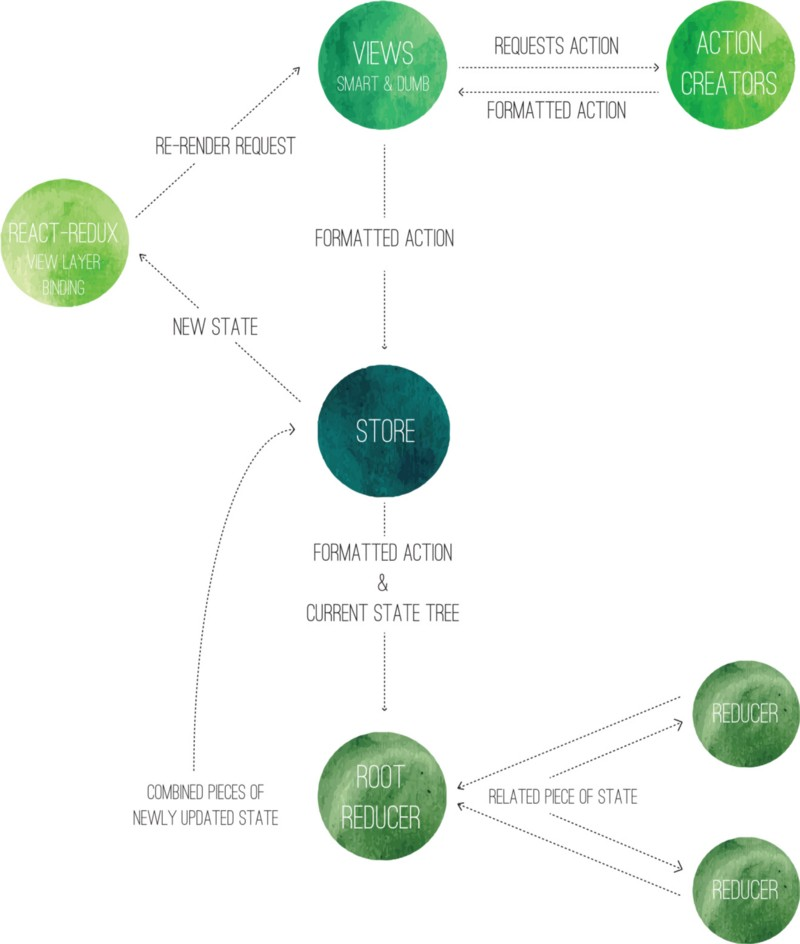 VIEWS
SMART & DUMB
REQUESTS ACTION
FORMATTED ACTION
ACTION
CREATORS
RE-RENDER REQUEST
REACT-REDUX
VIEW LAYER
BINDING
FORMATTED ACTION
NEW STATE
STORE
FORMATTED ACTION
&
CURRENT STATE TREE
REDUCER
ROOT
REDUCER
RELATED PIECE OF STATE
COMBINED PIECES OF
NEWLY UPDATED STATE
REDUCER